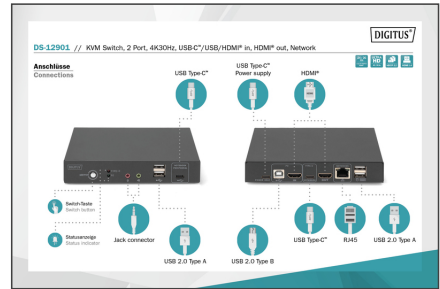 DIGITUS®
DS-12901 // KVM Switch, 2 Port, 4K30Hz, USB-C™/USB/HDMI® in, HDMI® out, Network
Anschlüsse
Connections
USB Type-C™
USB Type-C™
Power supply
HDMI®
Switch Taste
Switch button
Statusanzeige
Status indicator
Jack connector
USB 2.0 Type A
USB 2.0 Type B
USB Type-C™
RJ45
USB 2.0 Type A